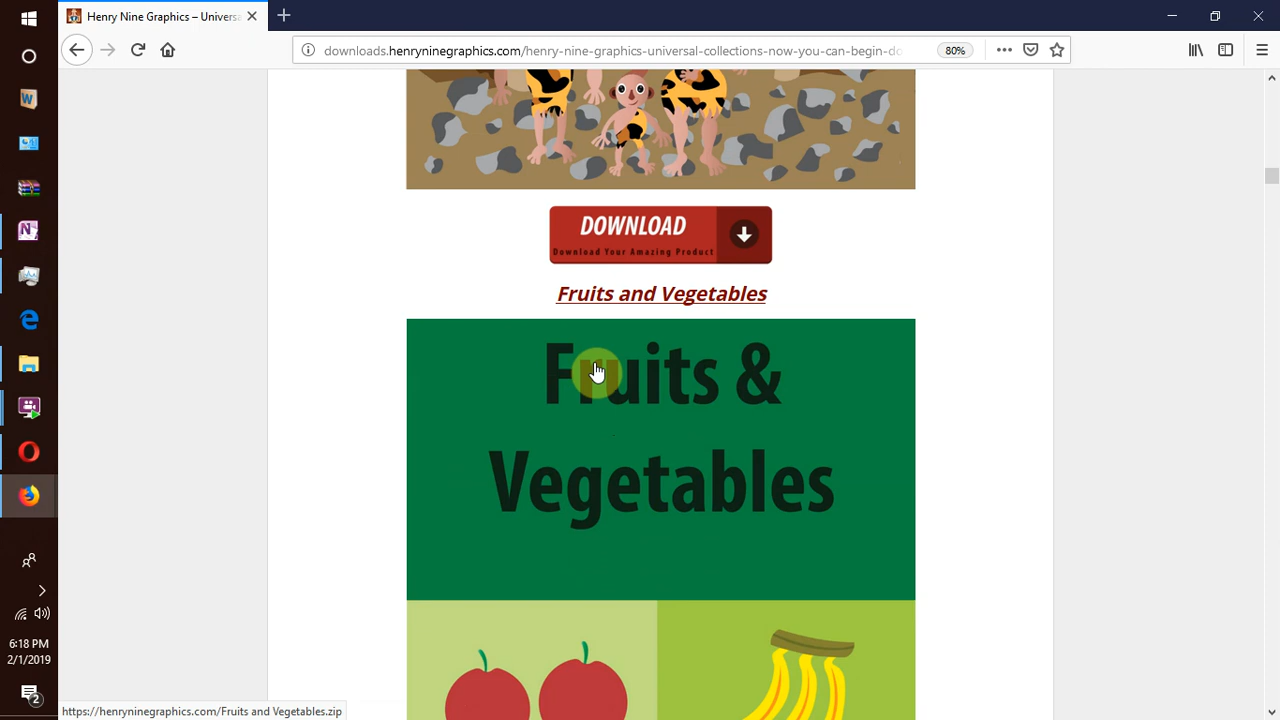 Henry Nine Graphics – Univers
downloads.henryninegraphics.com/henry-nine-graphics-universal-collections-now-you-can-begin-do
80%
DOWNLOAD
Download Your Amazing Product
Fruits and Vegetables
Fruits &
Vegetables
6:18 PM
2/1/2019
2
https://henryninegraphics.com/Fruits and Vegetables.zip